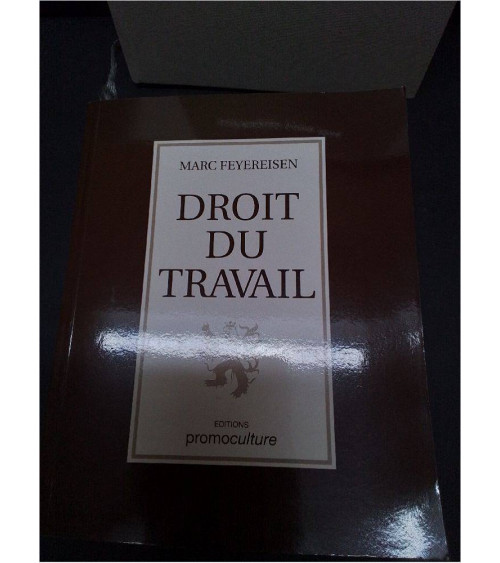 MARC FEYEREISEN
DROIT
DU
TRAVAIL
EDITIONS
promoculture